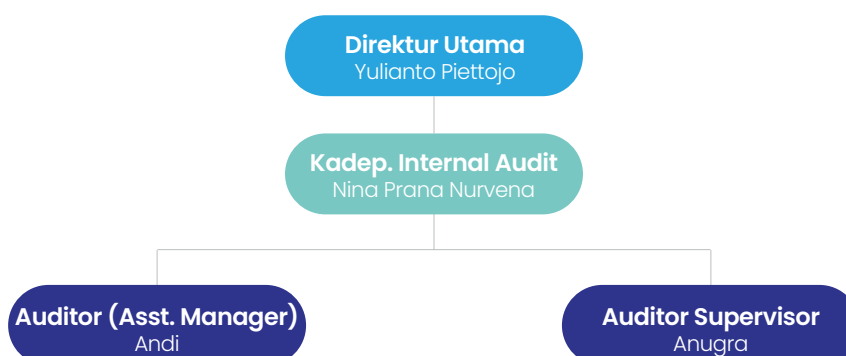 Direktur Utama
Yulianto Piettojo
Kadep. Internal Audit
Nina Prana Nurvena
Auditor (Asst. Manager)
Andi
Auditor Supervisor
Anugra